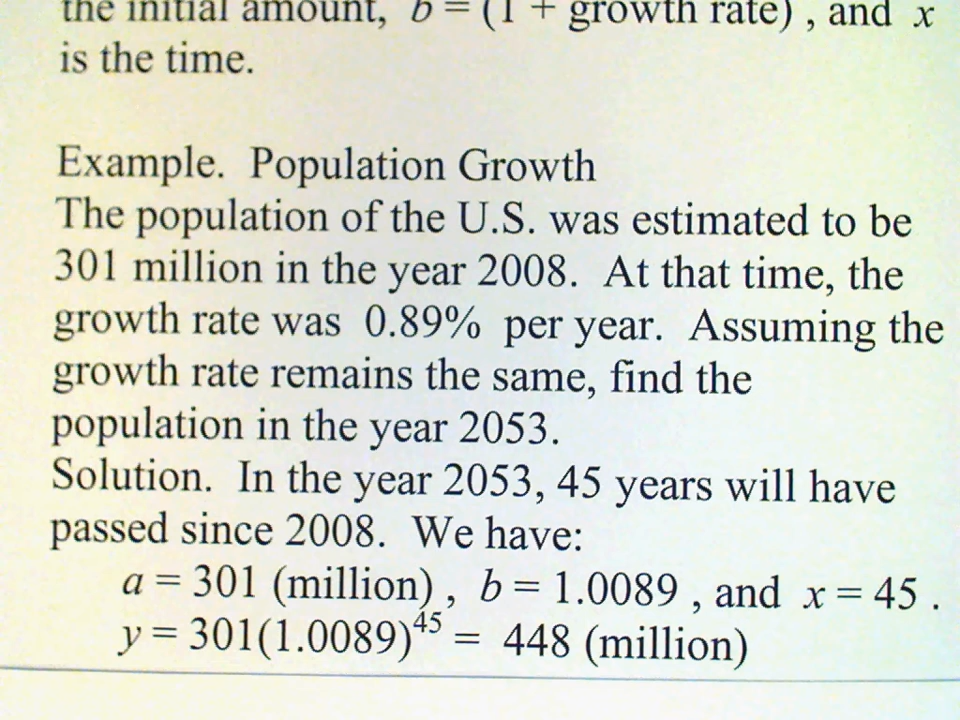 the initial amount, b = (1 + growth rate) , and x
is the time.
Example. Population Growth
The population of the U.S. was estimated to be
301 million in the year 2008. At that time, the
growth rate was 0.89% per year. Assuming the
growth rate remains the same, find the
population in the year 2053.
Solution. In the year 2053, 45 years will have
passed since 2008. We have:
a = 301 (million) , b = 1.0089 , and x = 45 .
y = 301(1.0089)⁴⁵ = 448 (million)